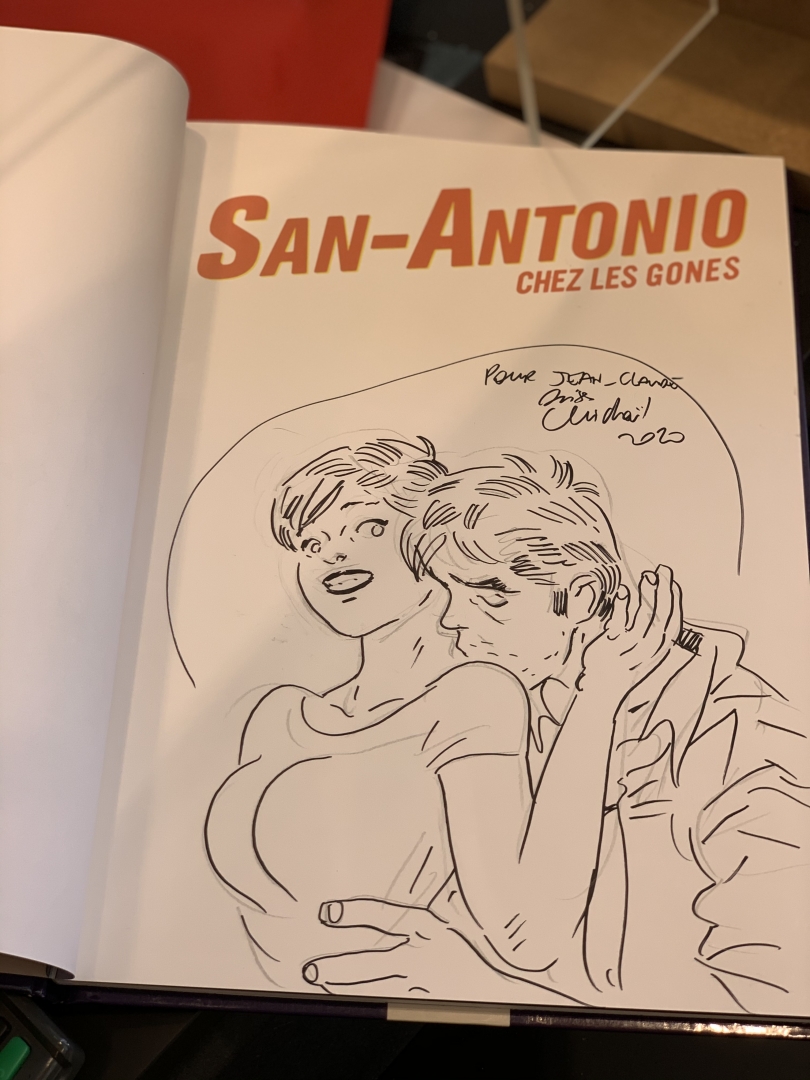 SAN-ANTONIO
CHEZ LES GONES
POUR JEAN-CLAUDE
Michaël
2020